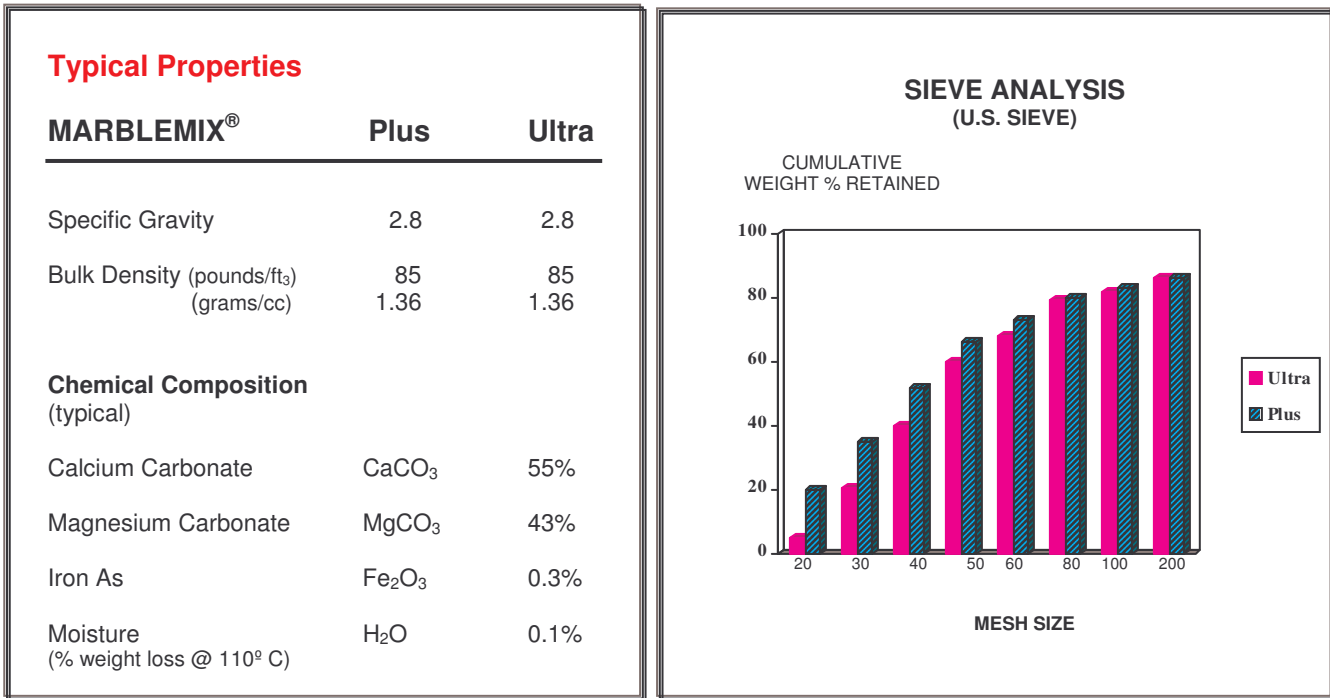 Typical Properties
MARBLEMIX® Plus Ultra
Specific Gravity 2.8 2.8
Bulk Density (pounds/ft₃) 85 85
(grams/cc) 1.36 1.36
Chemical Composition
(typical)
Calcium Carbonate CaCO₃ 55%
Magnesium Carbonate MgCO₃ 43%
Iron As Fe₂O₃ 0.3%
Moisture H₂O 0.1%
(% weight loss @ 110º C)
SIEVE ANALYSIS
(U.S. SIEVE)
CUMULATIVE
WEIGHT % RETAINED
100
80
60
40
20
0
20 30 40 50 60 80 100 200
MESH SIZE
Ultra
Plus